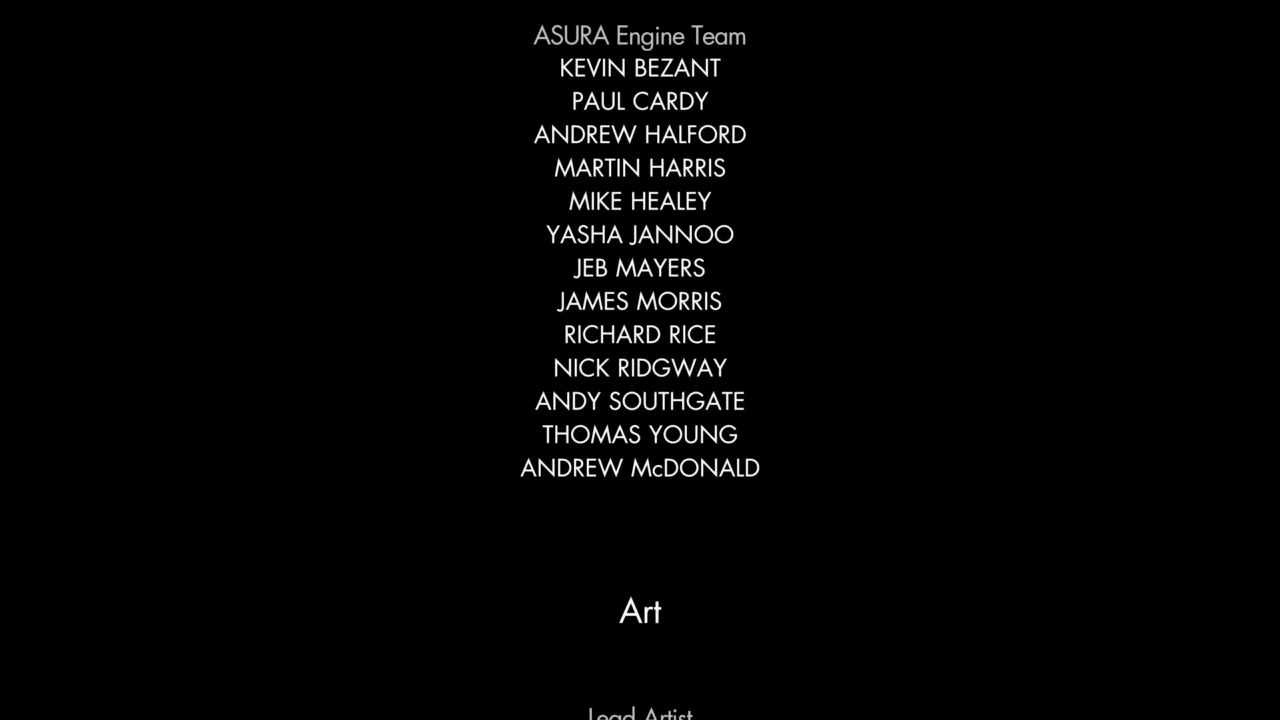 ASURA Engine Team
KEVIN BEZANT
PAUL CARDY
ANDREW HALFORD
MARTIN HARRIS
MIKE HEALEY
YASHA JANNOO
JEB MAYERS
JAMES MORRIS
RICHARD RICE
NICK RIDGWAY
ANDY SOUTHGATE
THOMAS YOUNG
ANDREW McDONALD
Art
Lead Artist